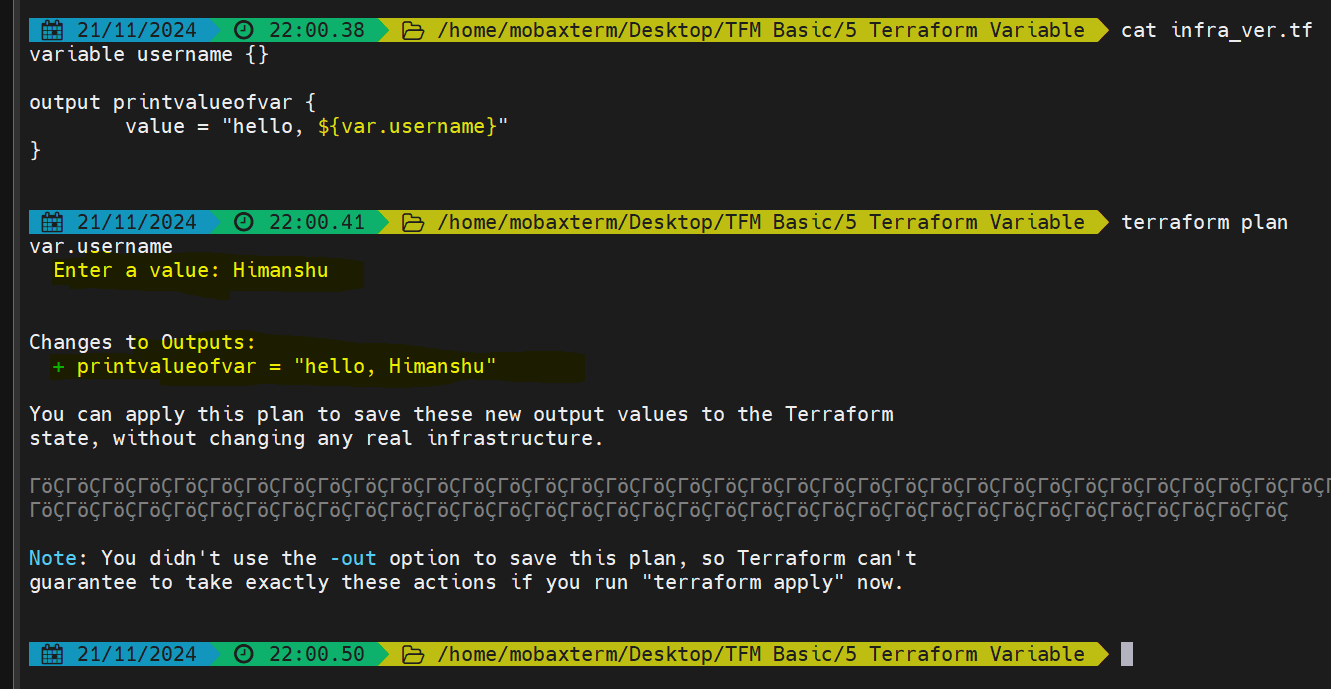 21/11/2024 22:00.38 /home/mobaxterm/Desktop/TFM Basic/5 Terraform Variable cat infra_ver.tf
variable username {}
output printvalueofvar {
value = "hello, ${var.username}"
}
21/11/2024 22:00.41 /home/mobaxterm/Desktop/TFM Basic/5 Terraform Variable terraform plan
var.username
Enter a value: Himanshu
Changes to Outputs:
+ printvalueofvar = "hello, Himanshu"
You can apply this plan to save these new output values to the Terraform
state, without changing any real infrastructure.
ΓöÇΓöÇΓöÇΓöÇΓöÇΓöÇΓöÇΓöÇΓöÇΓöÇΓöÇΓöÇΓöÇΓöÇΓöÇΓöÇΓöÇΓöÇΓöÇΓöÇΓöÇΓöÇΓöÇΓöÇΓöÇΓöÇΓöÇΓöÇΓöÇΓöÇΓöÇΓöÇΓöÇΓöÇΓöÇΓöÇΓ
ΓöÇΓöÇΓöÇΓöÇΓöÇΓöÇΓöÇΓöÇΓöÇΓöÇΓöÇΓöÇΓöÇΓöÇΓöÇΓöÇΓöÇΓöÇΓöÇΓöÇΓöÇΓöÇΓöÇΓöÇΓöÇΓöÇΓöÇΓöÇΓöÇΓöÇΓöÇΓöÇΓöÇΓöÇΓöÇ
Note: You didn't use the -out option to save this plan, so Terraform can't
guarantee to take exactly these actions if you run "terraform apply" now.
21/11/2024 22:00.50 /home/mobaxterm/Desktop/TFM Basic/5 Terraform Variable